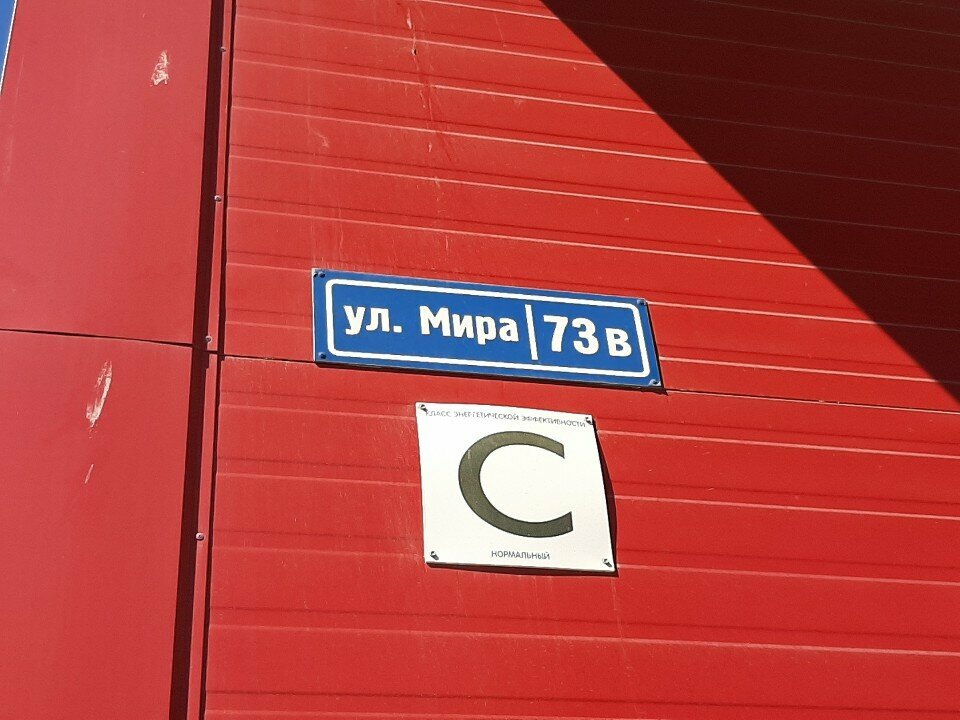 ул. Мира 73 В
КЛАСС ЭНЕРГЕТИЧЕСКОЙ ЭФФЕКТИВНОСТИ
C
НОРМАЛЬНЫЙ